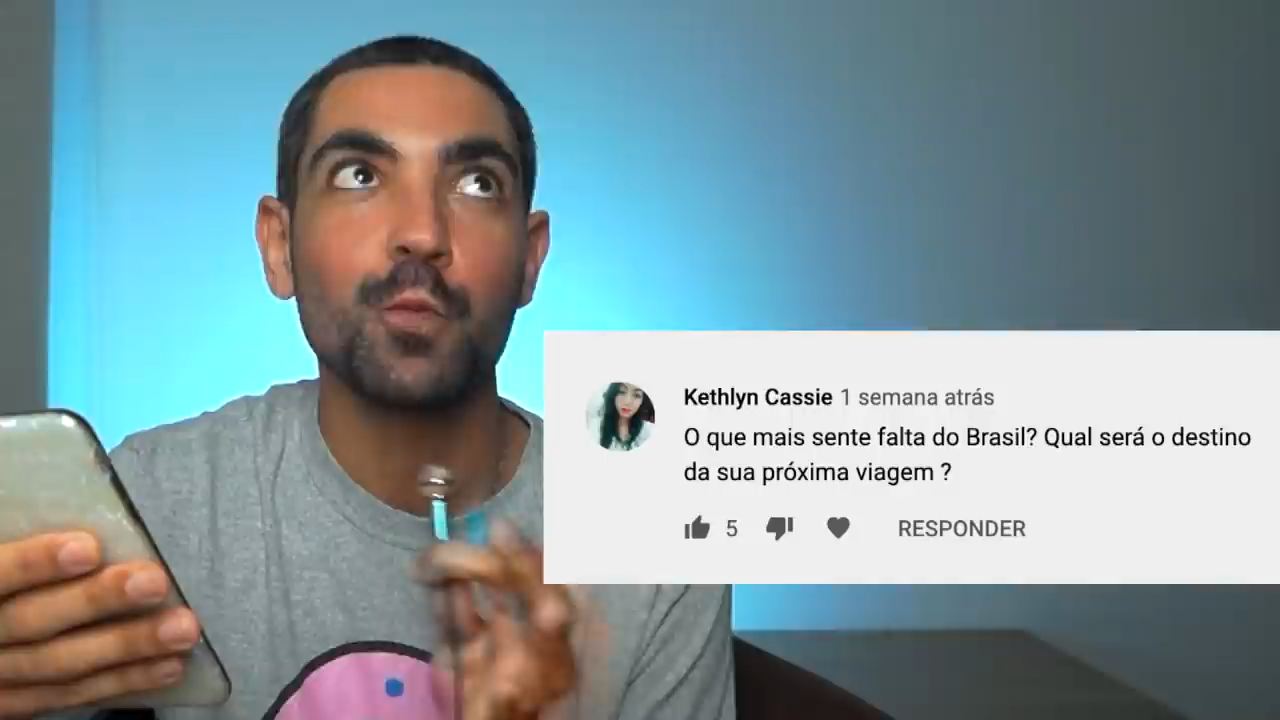 Kethlyn Cassie 1 semana atrás
O que mais sente falta do Brasil? Qual será o destino
da sua próxima viagem ?
5 RESPONDER